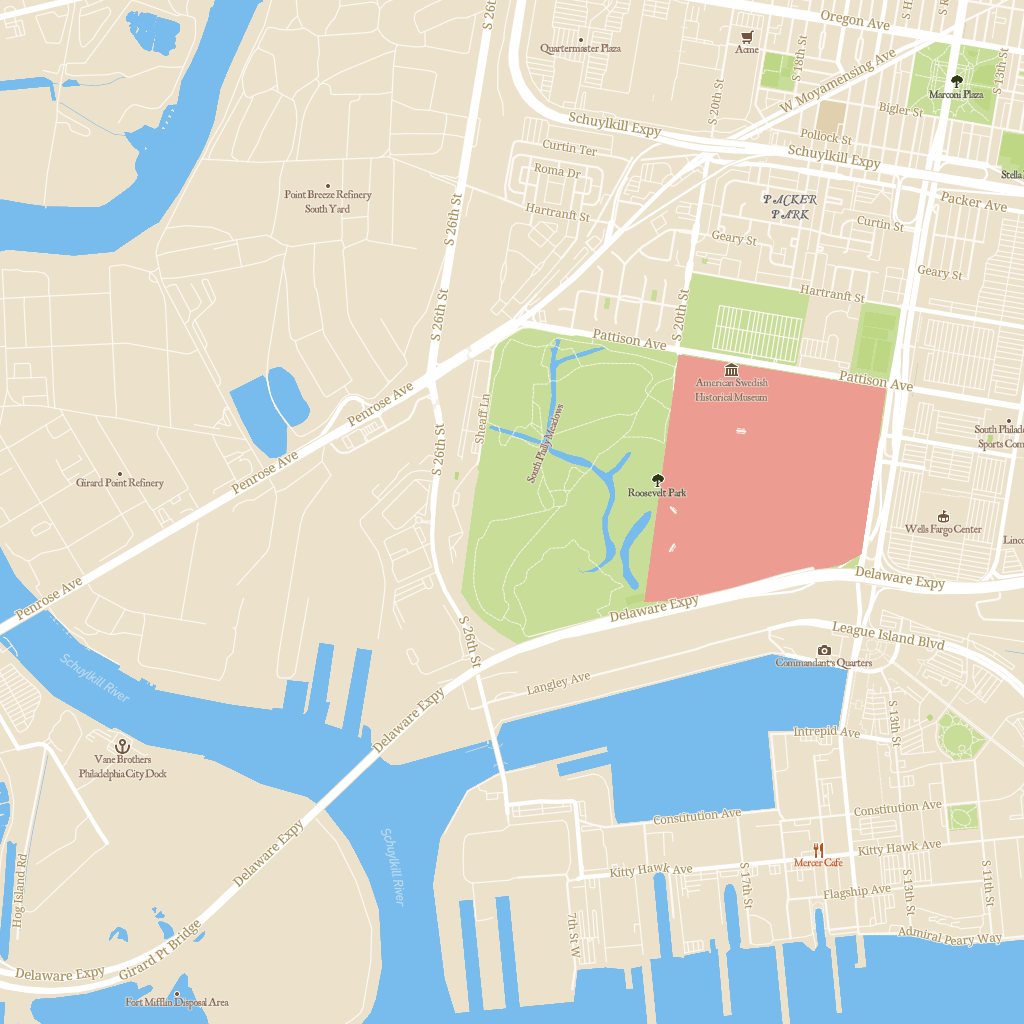 Oregon Ave
S 26th
S 18th St
S 13th St
Acme
Quartermaster Plaza
W Moyamensing Ave
Marconi Plaza
S 20th St
Bigler St
Schuylkill Expy
Pollock St
Curtin Ter
Schuylkill Expy
Roma Dr
Stella
Point Breeze Refinery
South Yard
PACKER
PARK
Packer Ave
Hartranft St
S 26th St
Curtin St
Geary St
Geary St
Hartranft St
S 26th St
S 20th St
Pattison Ave
American Swedish
Historical Museum
Pattison Ave
Penrose Ave
Sheaff Ln
South Philly Meadows
S 26th St
South Philad
Sports Com
Penrose Ave
Girard Point Refinery
Roosevelt Park
Wells Fargo Center
Linco
Penrose Ave
Delaware Expy
Delaware Expy
League Island Blvd
S 26th St
Commandant's Quarters
Schuylkill River
Langley Ave
S 13th St
Delaware Expy
Intrepid Ave
Vane Brothers
Philadelphia City Dock
Constitution Ave
Constitution Ave
Schuylkill River
Kitty Hawk Ave
Mercer Cafe
Kitty Hawk Ave
Delaware Expy
Hog Island Rd
S 17th St
Flagship Ave
S 13th St
S 11th St
7th St W
Admiral Peary Way
Girard Pt Bridge
Delaware Expy
Fort Mifflin Disposal Area